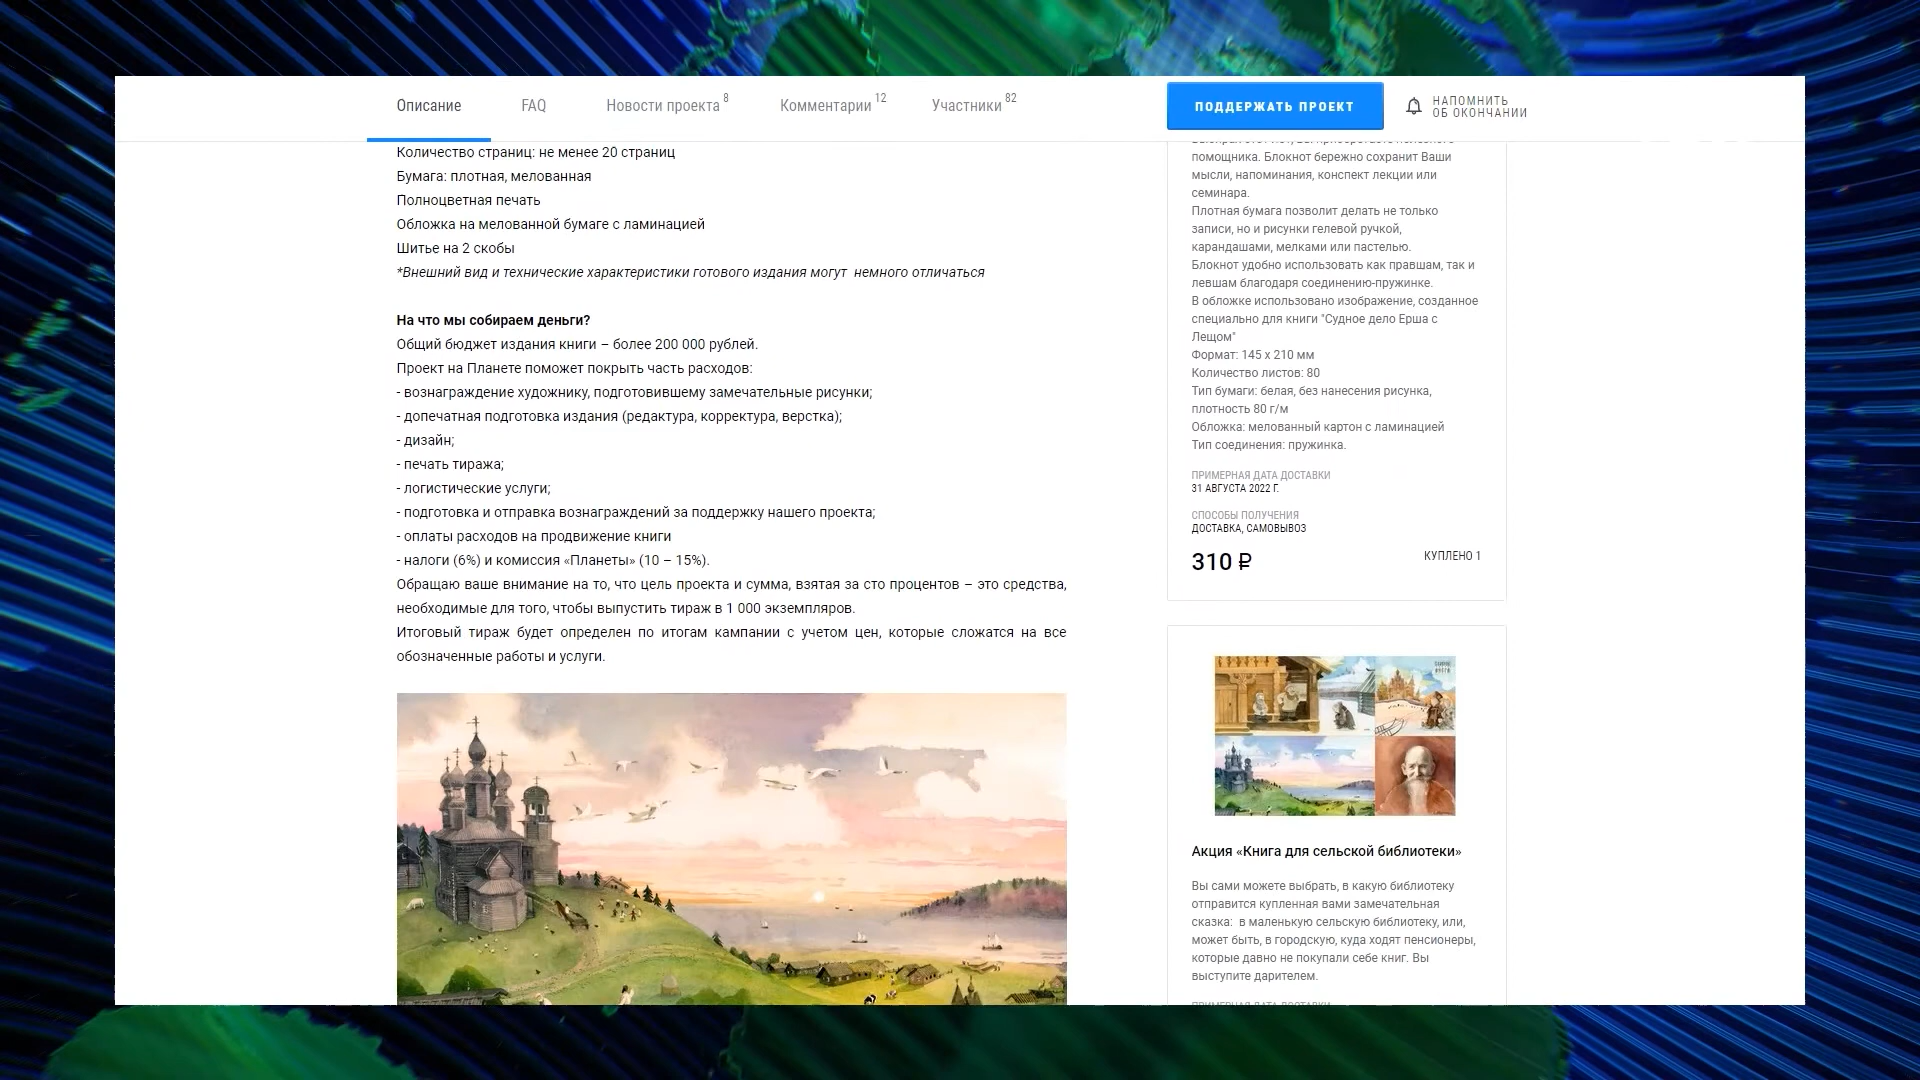 Описание
FAQ
Новости проекта 8
Комментарии 12
Участники 82
ПОДДЕРЖАТЬ ПРОЕКТ
НАПОМНИТЬ
ОБ ОКОНЧАНИИ
Количество страниц: не менее 20 страниц
Бумага: плотная, мелованная
Полноцветная печать
Обложка на мелованной бумаге с ламинацией
Шитье на 2 скобы
*Внешний вид и технические характеристики готового издания могут немного отличаться
На что мы собираем деньги?
Общий бюджет издания книги – более 200 000 рублей.
Проект на Планете поможет покрыть часть расходов:
- вознаграждение художнику, подготовившему замечательные рисунки;
- допечатная подготовка издания (редактура, корректура, верстка);
- дизайн;
- печать тиража;
- логистические услуги;
- подготовка и отправка вознаграждений за поддержку нашего проекта;
- оплаты расходов на продвижение книги
- налоги (6%) и комиссия «Планеты» (10 – 15%).
Обращаю ваше внимание на то, что цель проекта и сумма, взятая за сто процентов – это средства,
необходимые для того, чтобы выпустить тираж в 1 000 экземпляров.
Итоговый тираж будет определен по итогам кампании с учетом цен, которые сложатся на все
обозначенные работы и услуги.
помощника. Блокнот бережно сохранит Ваши
мысли, напоминания, конспект лекции или
семинара.
Плотная бумага позволит делать не только
записи, но и рисунки гелевой ручкой,
карандашами, мелками или пастелью.
Блокнот удобно использовать как правшам, так и
левшам благодаря соединению-пружинке.
В обложке использовано изображение, созданное
специально для книги "Судное дело Ерша с
Лещом"
Формат: 145 х 210 мм
Количество листов: 80
Тип бумаги: белая, без нанесения рисунка,
плотность 80 г/м
Обложка: мелованный картон с ламинацией
Тип соединения: пружинка.
ПРИМЕРНАЯ ДАТА ДОСТАВКИ
31 АВГУСТА 2022 Г.
СПОСОБЫ ПОЛУЧЕНИЯ
ДОСТАВКА, САМОВЫВОЗ
310 ₽
КУПЛЕНО 1
Акция «Книга для сельской библиотеки»
Вы сами можете выбрать, в какую библиотеку
отправится купленная вами замечательная
сказка: в маленькую сельскую библиотеку, или,
может быть, в городскую, куда ходят пенсионеры,
которые давно не покупали себе книг. Вы
выступите дарителем.